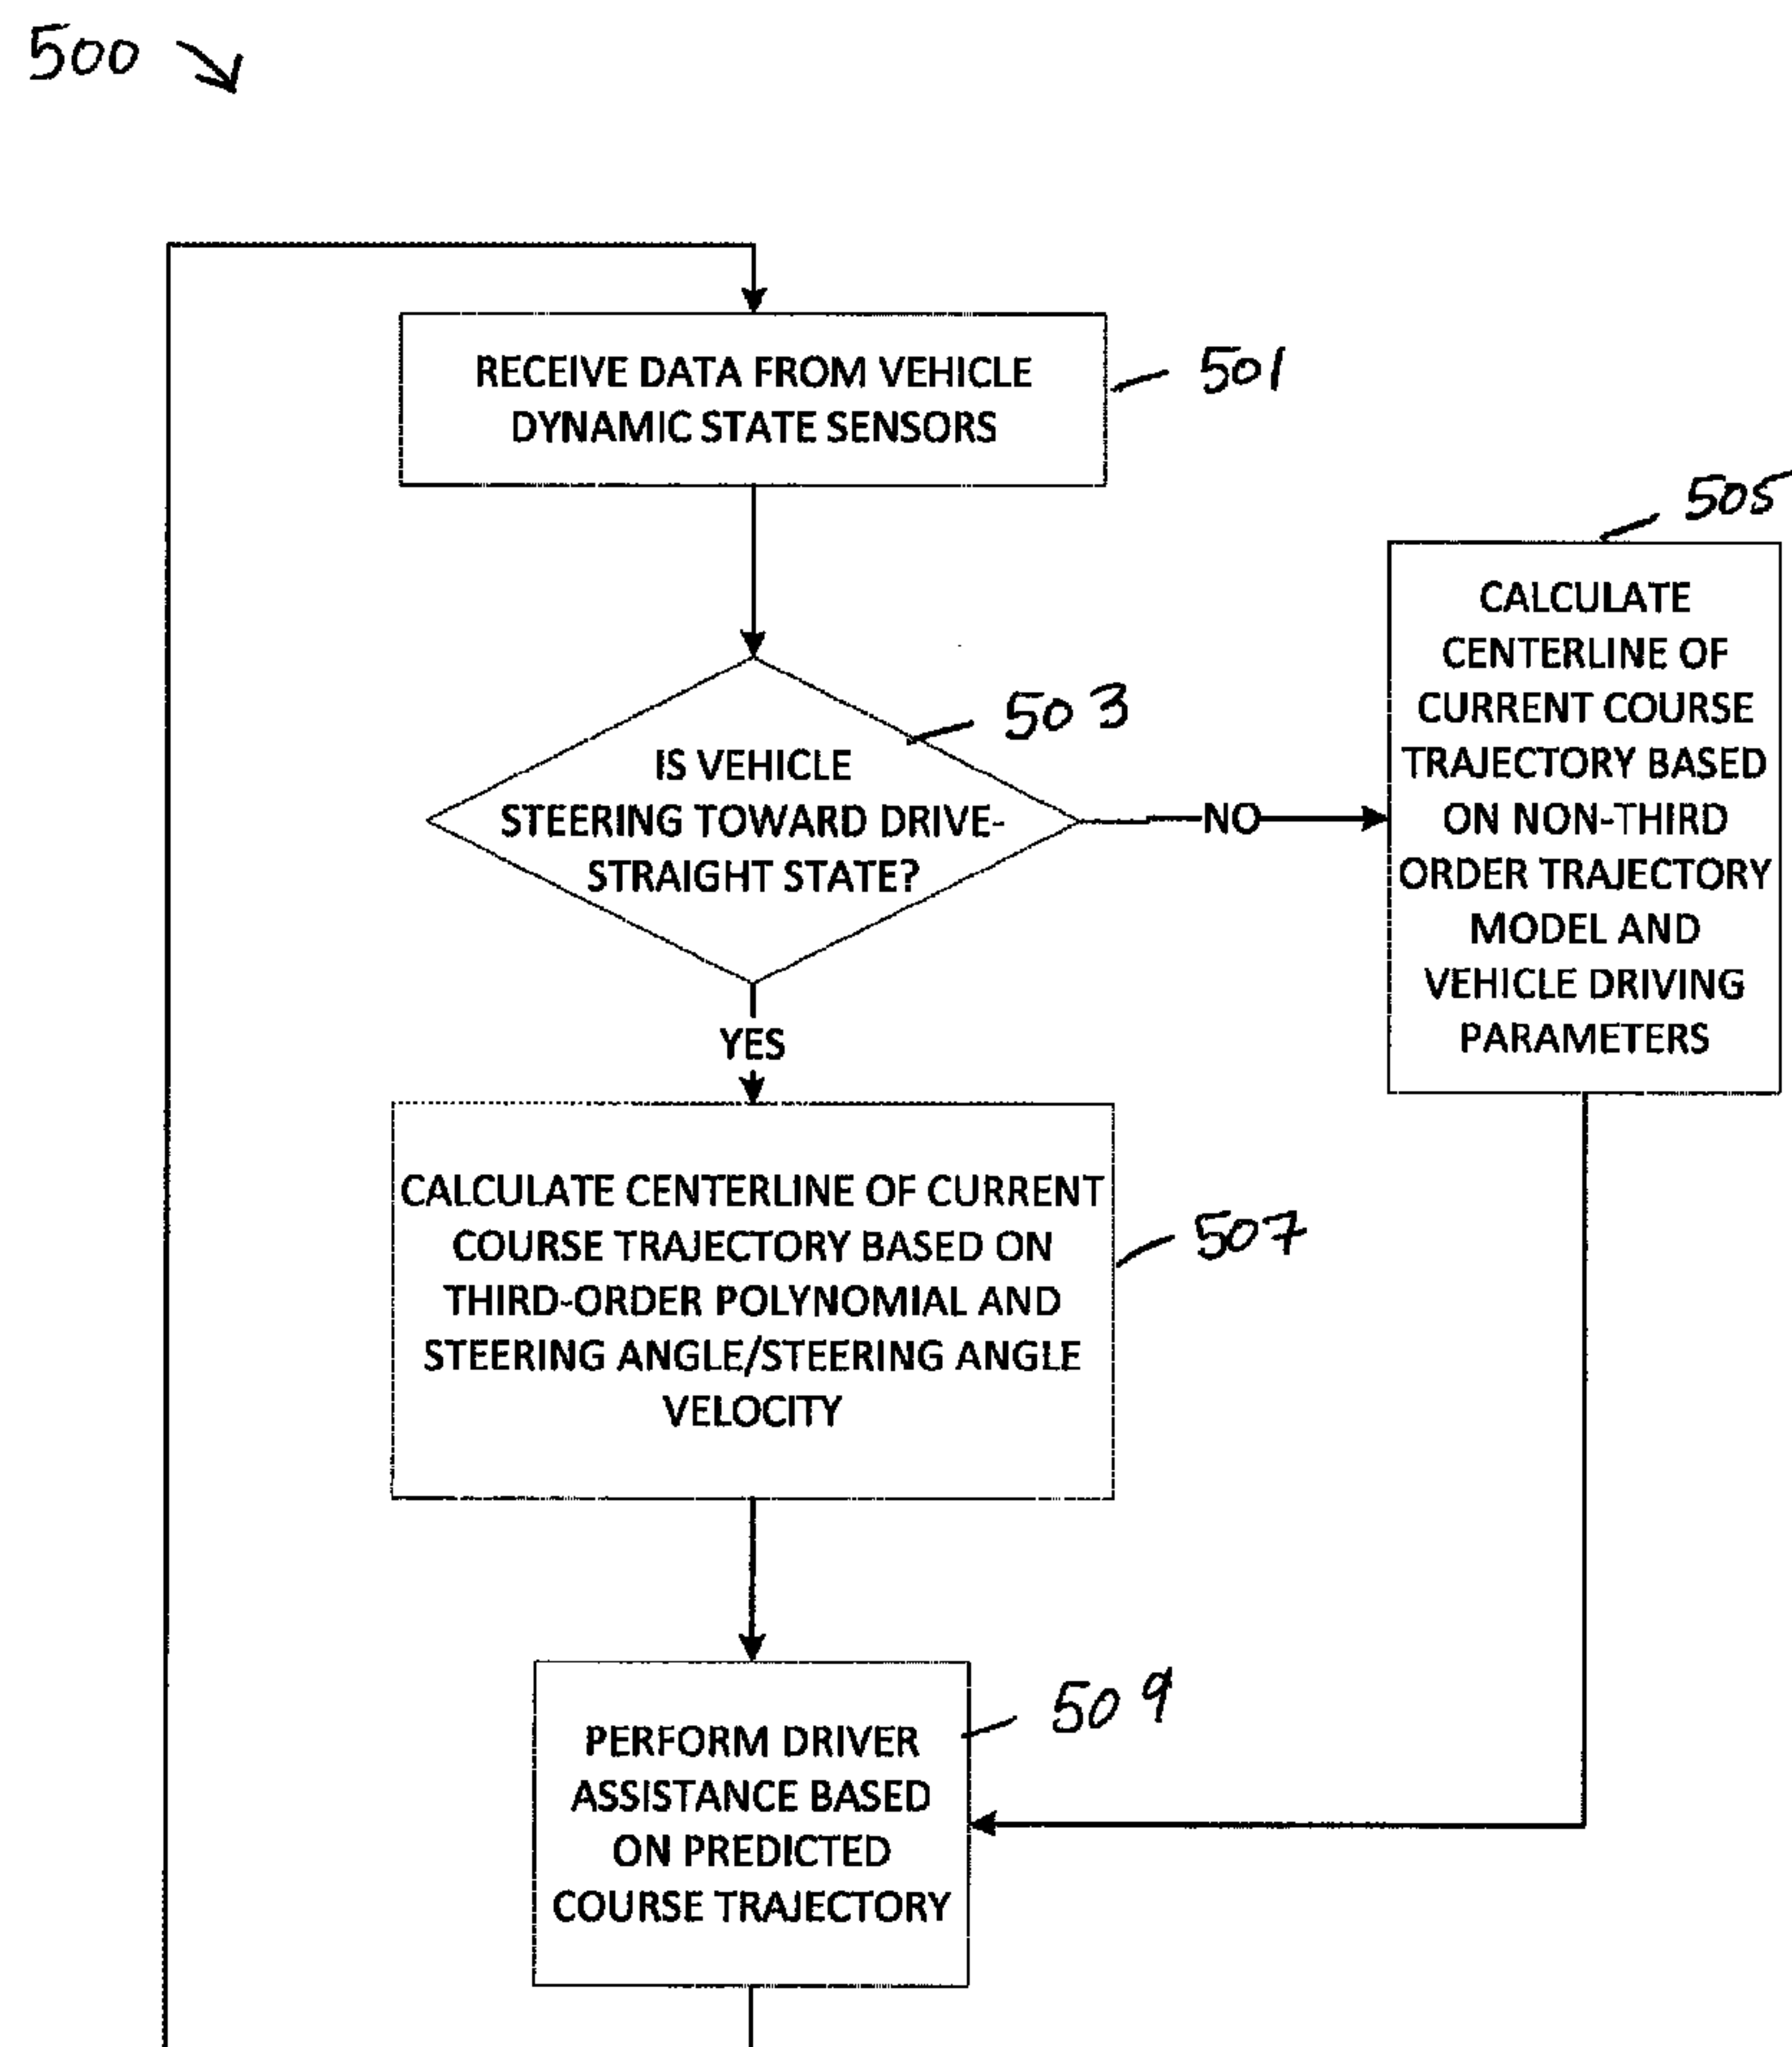 500
RECEIVE DATA FROM VEHICLE
DYNAMIC STATE SENSORS
501
505
CALCULATE
CENTERLINE OF
CURRENT COURSE
TRAJECTORY BASED
ON NON-THIRD
ORDER TRAJECTORY
MODEL AND
VEHICLE DRIVING
PARAMETERS
503
IS VEHICLE
STEERING TOWARD DRIVE-
STRAIGHT STATE?
NO
YES
CALCULATE CENTERLINE OF CURRENT
COURSE TRAJECTORY BASED ON
THIRD-ORDER POLYNOMIAL AND
STEERING ANGLE/STEERING ANGLE
VELOCITY
507
PERFORM DRIVER
ASSISTANCE BASED
ON PREDICTED
COURSE TRAJECTORY
509